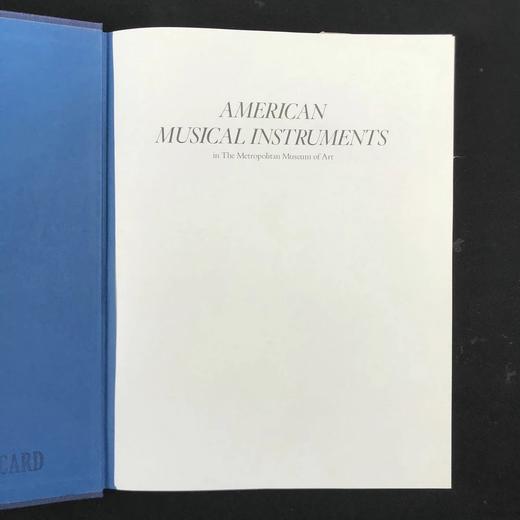 AMERICAN
MUSICAL INSTRUMENTS
in The Metropolitan Museum of Art
CARD